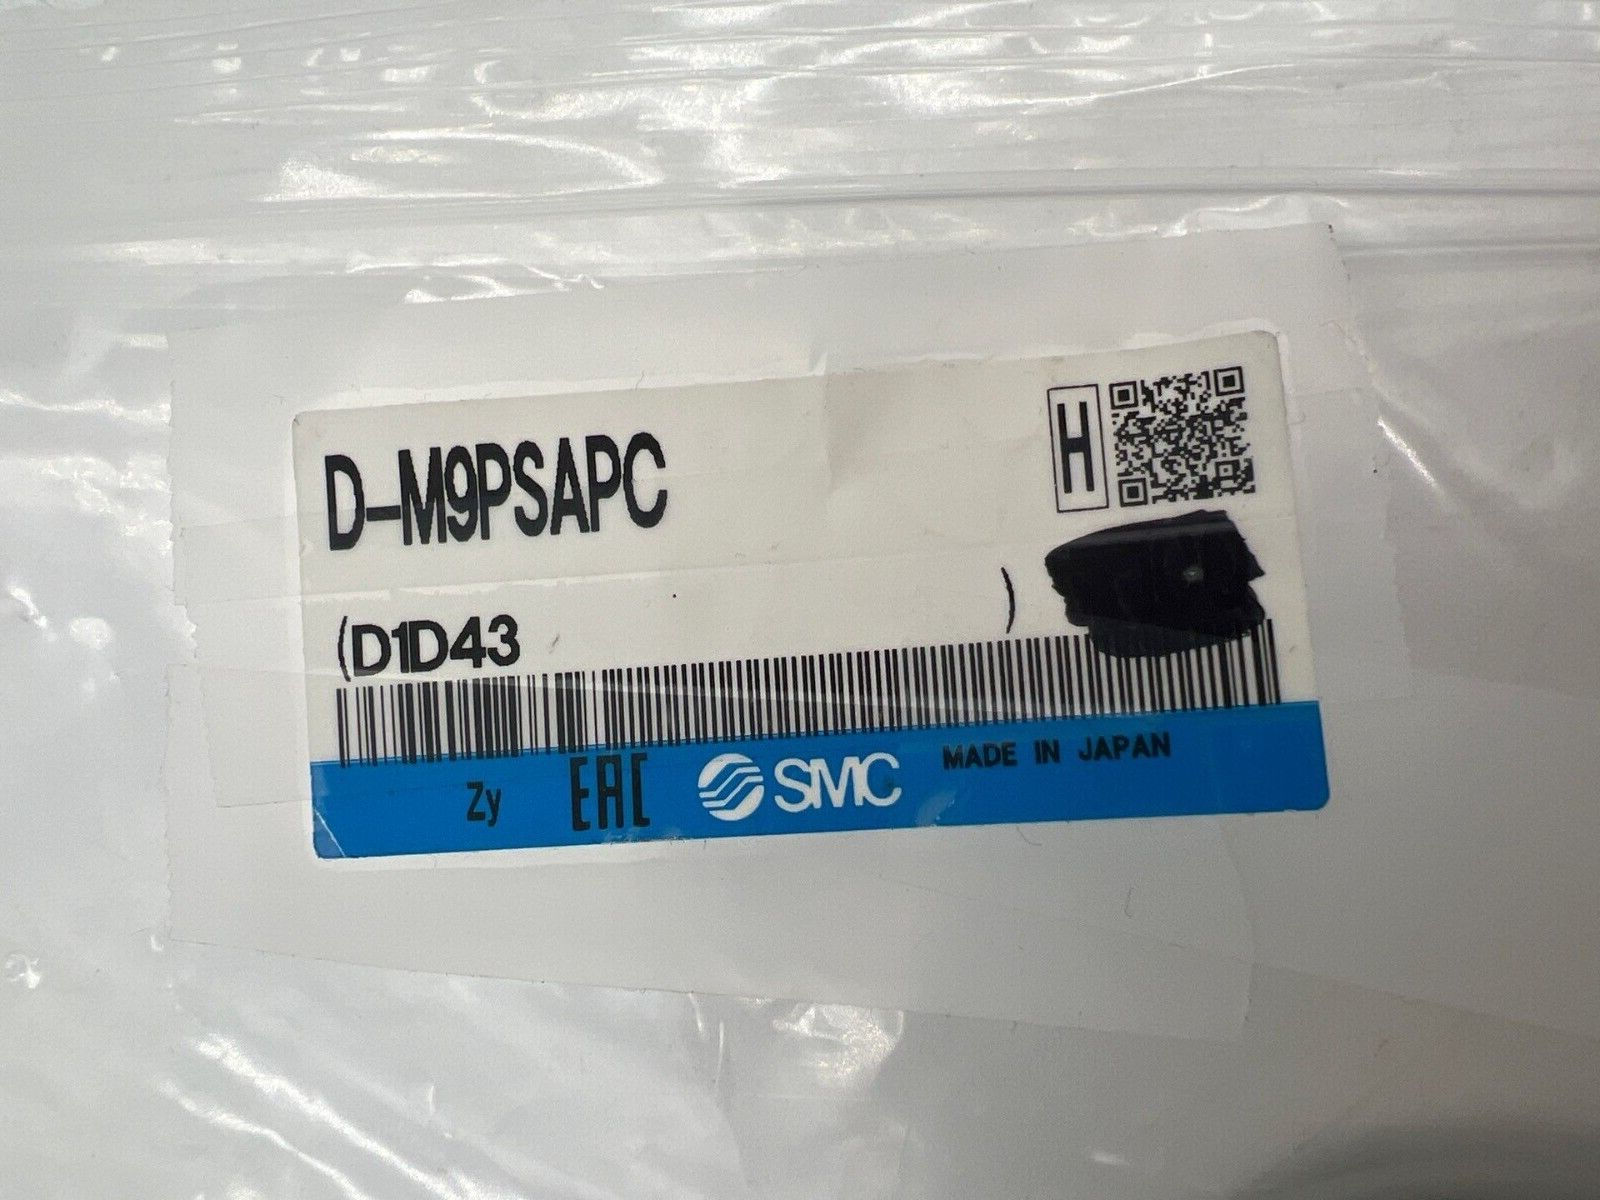 D-M9PSAPC
H
(D1D43 )
Zy EAC SMC MADE IN JAPAN